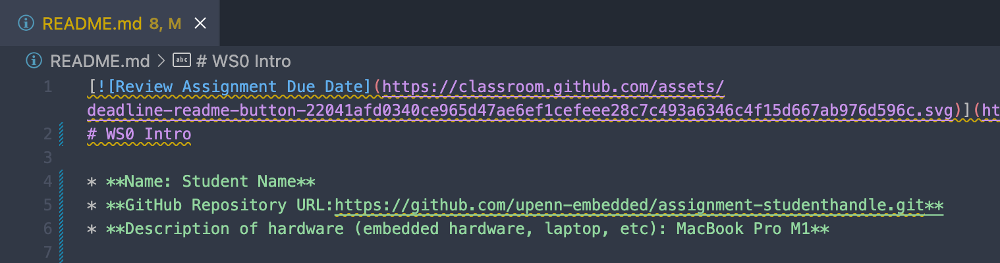 README.md 8, M
README.md > # WS0 Intro
1 [![Review Assignment Due Date](https://classroom.github.com/assets/
deadline-readme-button-22041afd0340ce965d47ae6ef1cefeee28c7c493a6346c4f15d667ab976d596c.svg)](ht
2 # WS0 Intro
3
4 * **Name: Student Name**
5 * **GitHub Repository URL:https://github.com/upenn-embedded/assignment-studenthandle.git**
6 * **Description of hardware (embedded hardware, laptop, etc): MacBook Pro M1**
7